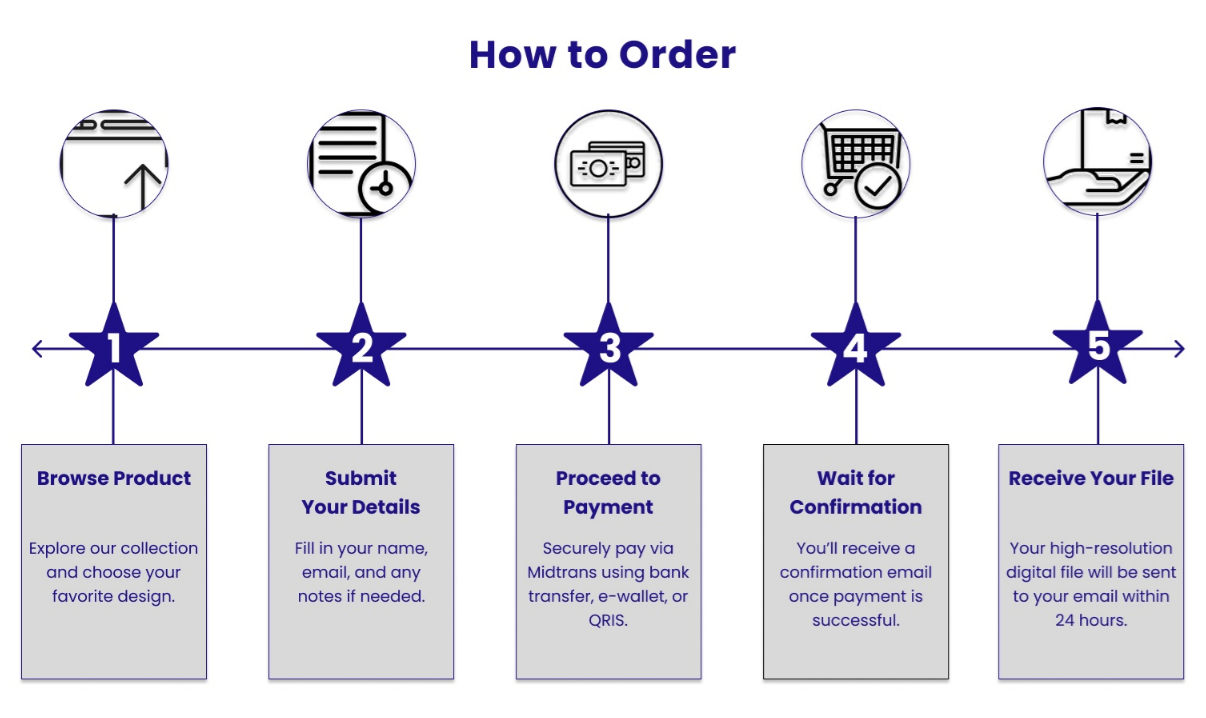 How to Order
1
2
3
4
5
Browse Product
Explore our collection
and choose your
favorite design.
Submit
Your Details
Fill in your name,
email, and any
notes if needed.
Proceed to
Payment
Securely pay via
Midtrans using bank
transfer, e-wallet, or
QRIS.
Wait for
Confirmation
You’ll receive a
confirmation email
once payment is
successful.
Receive Your File
Your high-resolution
digital file will be sent
to your email within
24 hours.